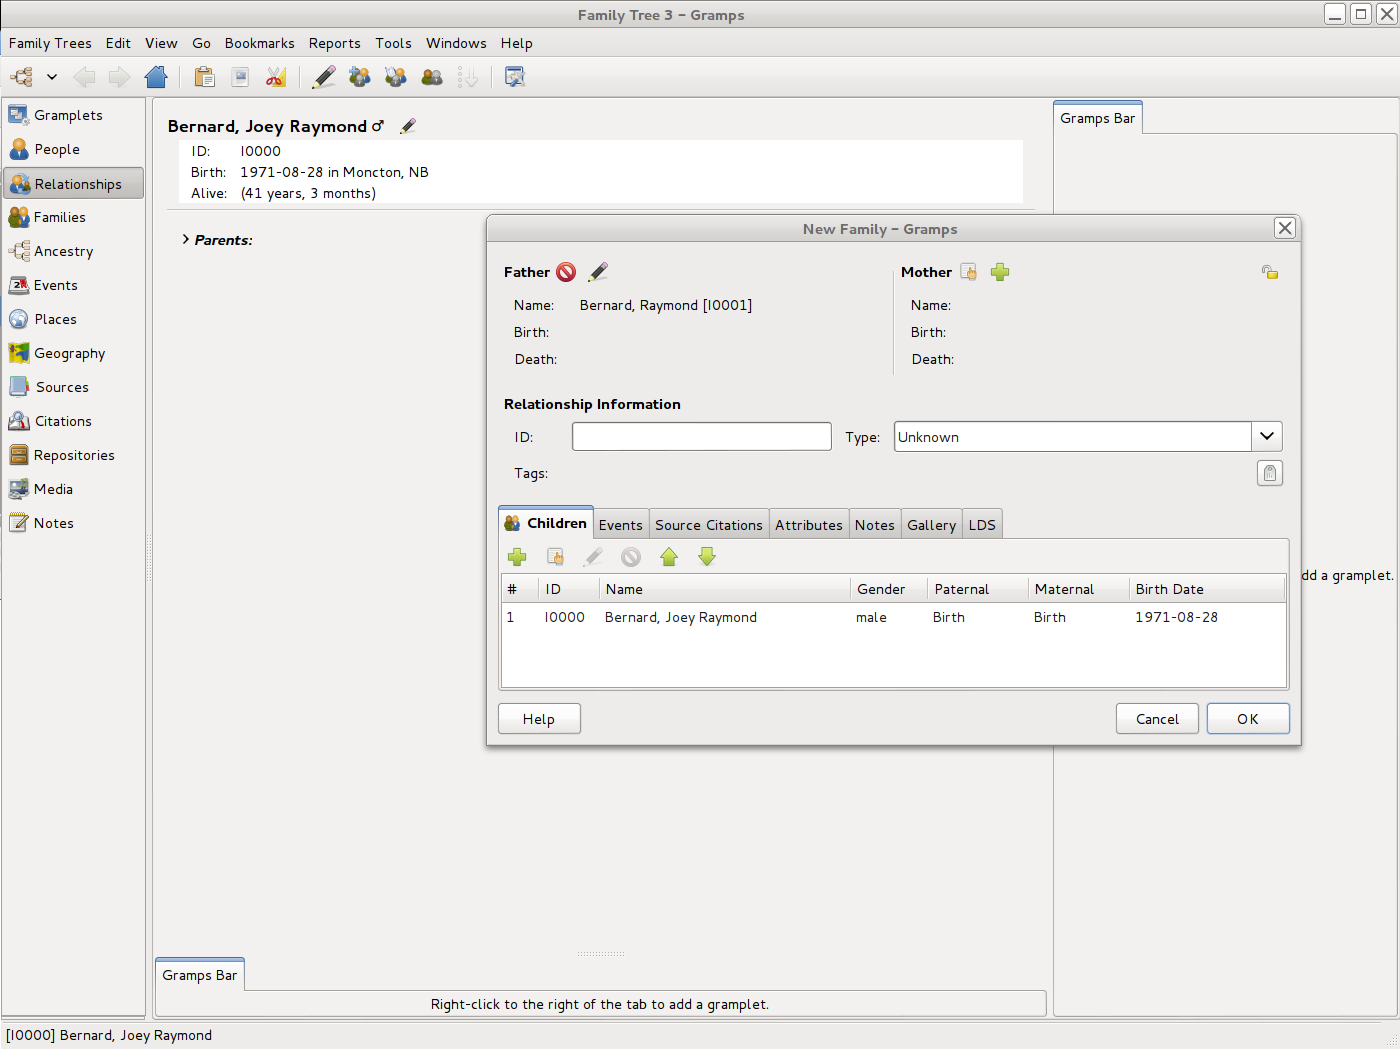 Family Tree 3 – Gramps
Family Trees Edit View Go Bookmarks Reports Tools Windows Help
Gramplets
People
Relationships
Families
Ancestry
Events
Places
Geography
Sources
Citations
Repositories
Media
Notes
Bernard, Joey Raymond ♂
ID: I0000
Birth: 1971-08-28 in Moncton, NB
Alive: (41 years, 3 months)
Parents:
Gramps Bar
dd a gramplet.
New Family – Gramps
Father
Name: Bernard, Raymond [I0001]
Birth:
Death:
Mother
Name:
Birth:
Death:
Relationship Information
ID: Type: Unknown
Tags:
Children Events Source Citations Attributes Notes Gallery LDS
# ID Name Gender Paternal Maternal Birth Date
1 I0000 Bernard, Joey Raymond male Birth Birth 1971-08-28
Help Cancel OK
Gramps Bar
Right-click to the right of the tab to add a gramplet.
[I0000] Bernard, Joey Raymond